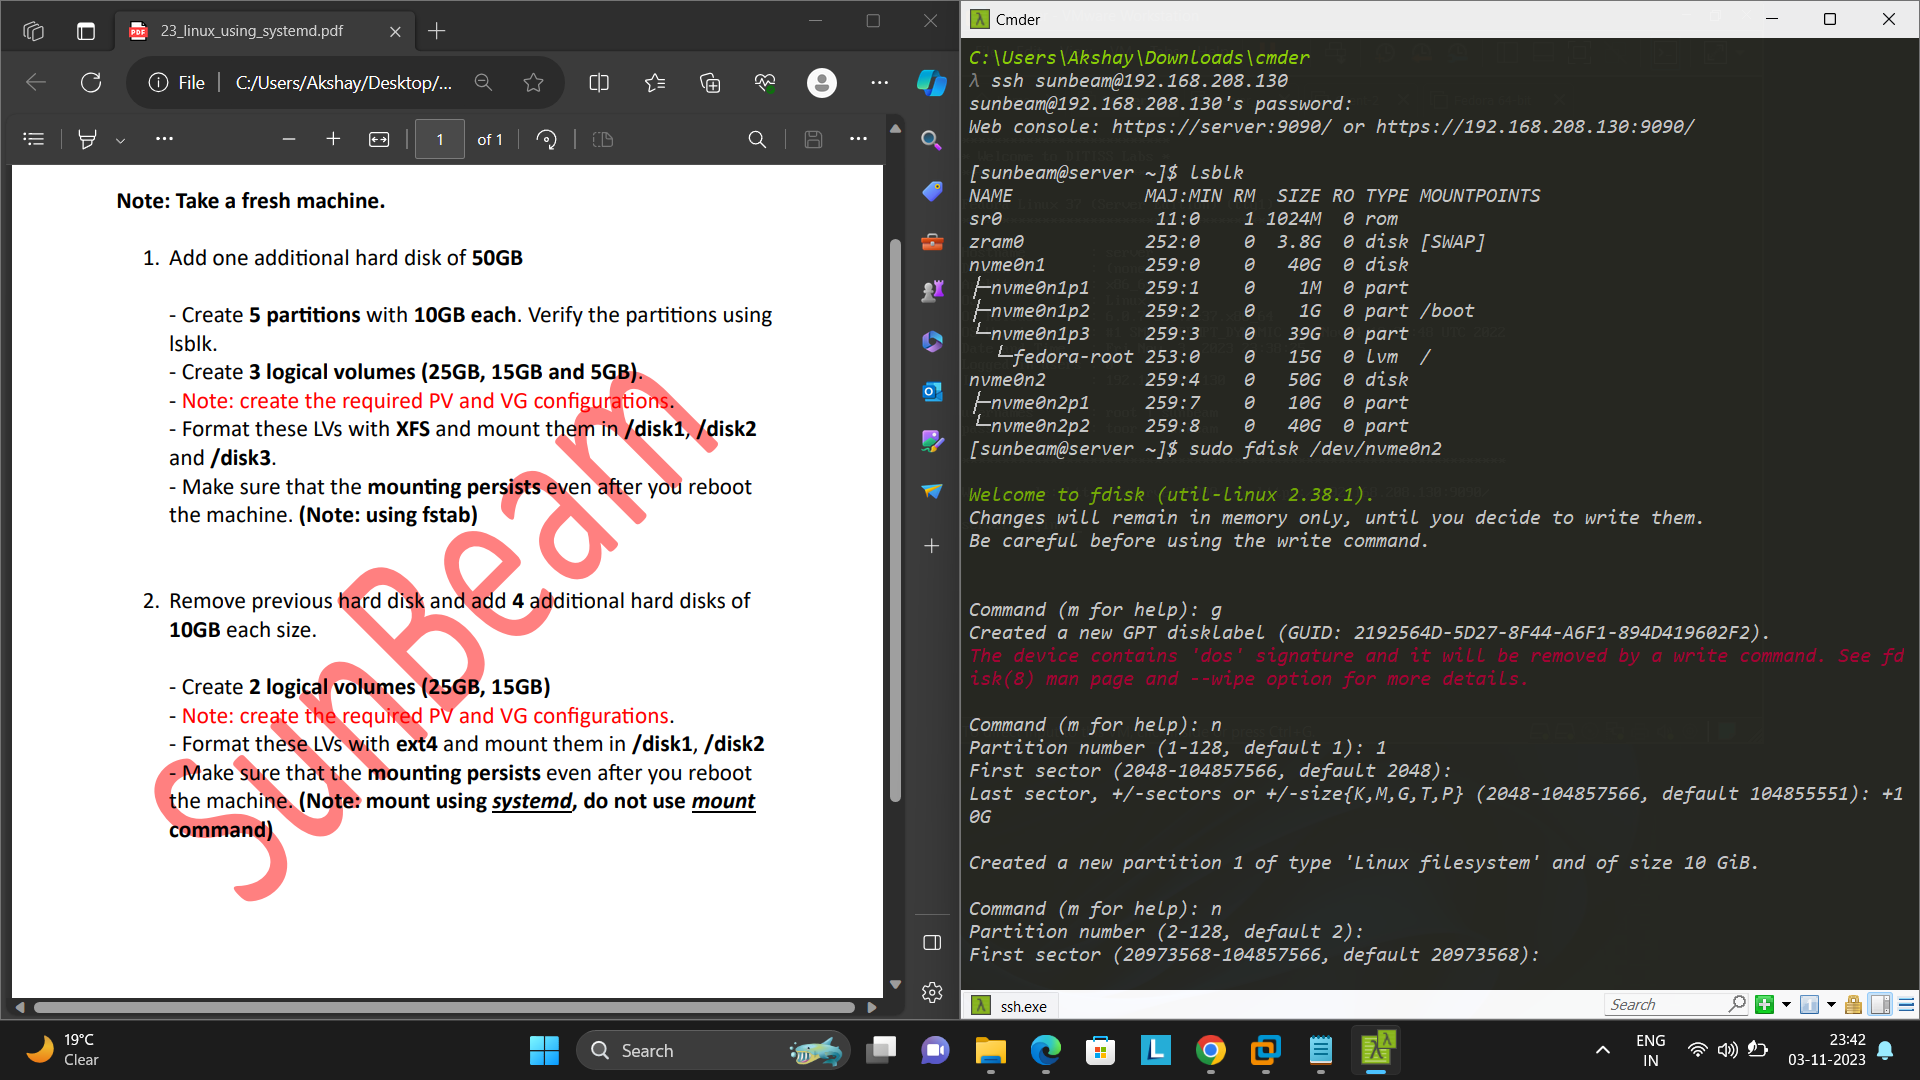 23_linux_using_systemd.pdf
File
C:/Users/Akshay/Desktop/...
1
of 1
Note: Take a fresh machine.
1. Add one additional hard disk of 50GB
- Create 5 partitions with 10GB each. Verify the partitions using
lsblk.
- Create 3 logical volumes (25GB, 15GB and 5GB).
- Note: create the required PV and VG configurations.
- Format these LVs with XFS and mount them in /disk1, /disk2
and /disk3.
- Make sure that the mounting persists even after you reboot
the machine. (Note: using fstab)
2. Remove previous hard disk and add 4 additional hard disks of
10GB each size.
- Create 2 logical volumes (25GB, 15GB)
- Note: create the required PV and VG configurations.
- Format these LVs with ext4 and mount them in /disk1, /disk2
- Make sure that the mounting persists even after you reboot
the machine. (Note: mount using systemd, do not use mount
command)
SunBeam
Cmder
C:\Users\Akshay\Downloads\cmder
λ ssh sunbeam@192.168.208.130
sunbeam@192.168.208.130's password:
Web console: https://server:9090/ or https://192.168.208.130:9090/
[sunbeam@server ~]$ lsblk
NAME MAJ:MIN RM SIZE RO TYPE MOUNTPOINTS
sr0 11:0 1 1024M 0 rom
zram0 252:0 0 3.8G 0 disk [SWAP]
nvme0n1 259:0 0 40G 0 disk
├─nvme0n1p1 259:1 0 1M 0 part
├─nvme0n1p2 259:2 0 1G 0 part /boot
└─nvme0n1p3 259:3 0 39G 0 part
└─fedora-root 253:0 0 15G 0 lvm /
nvme0n2 259:4 0 50G 0 disk
├─nvme0n2p1 259:7 0 10G 0 part
└─nvme0n2p2 259:8 0 40G 0 part
[sunbeam@server ~]$ sudo fdisk /dev/nvme0n2
Welcome to fdisk (util-linux 2.38.1).
Changes will remain in memory only, until you decide to write them.
Be careful before using the write command.
Command (m for help): g
Created a new GPT disklabel (GUID: 2192564D-5D27-8F44-A6F1-894D419602F2).
The device contains 'dos' signature and it will be removed by a write command. See fd
isk(8) man page and --wipe option for more details.
Command (m for help): n
Partition number (1-128, default 1): 1
First sector (2048-104857566, default 2048):
Last sector, +/-sectors or +/-size{K,M,G,T,P} (2048-104857566, default 104855551): +1
0G
Created a new partition 1 of type 'Linux filesystem' and of size 10 GiB.
Command (m for help): n
Partition number (2-128, default 2):
First sector (20973568-104857566, default 20973568):
ssh.exe
Search
19°C
Clear
Search
ENG
IN
23:42
03-11-2023